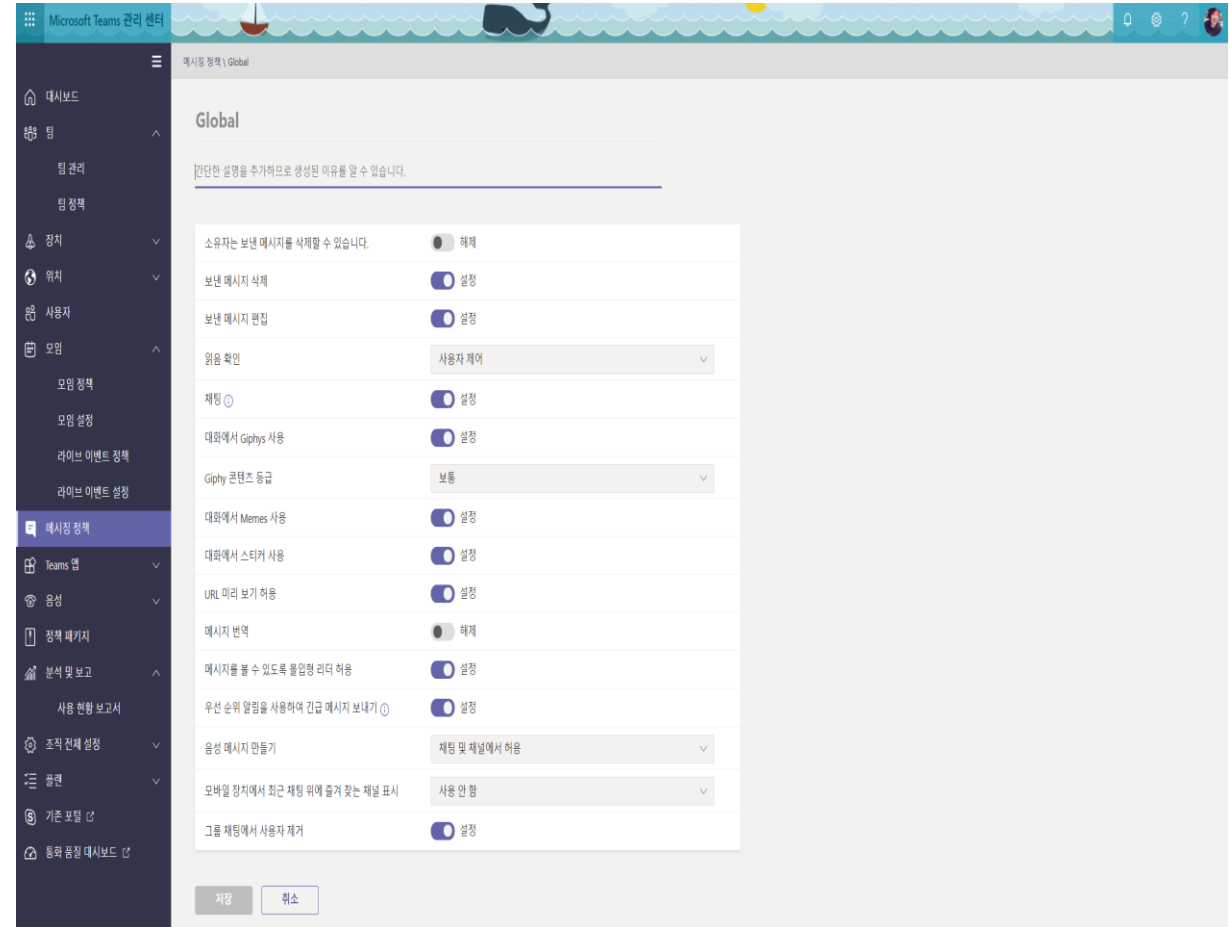 Microsoft Teams 관리 센터
메시징 정책 \ Global
대시보드
팀
팀 관리
팀 정책
장치
위치
사용자
모임
모임 정책
모임 설정
라이브 이벤트 정책
라이브 이벤트 설정
메시징 정책
Teams 앱
음성
정책 패키지
분석 및 보고
사용 현황 보고서
조직 전체 설정
플랜
기존 포털
통화 품질 대시보드
Global
간단한 설명을 추가하므로 생성된 이유를 알 수 있습니다.
소유자는 보낸 메시지를 삭제할 수 있습니다. 해제
보낸 메시지 삭제 설정
보낸 메시지 편집 설정
읽음 확인 사용자 제어
채팅 설정
대화에서 Giphys 사용 설정
Giphy 콘텐츠 등급 보통
대화에서 Memes 사용 설정
대화에서 스티커 사용 설정
URL 미리 보기 허용 설정
메시지 번역 해제
메시지를 볼 수 있도록 몰입형 리더 허용 설정
우선 순위 알림을 사용하여 긴급 메시지 보내기 설정
음성 메시지 만들기 채팅 및 채널에서 허용
모바일 장치에서 최근 채팅 위에 즐겨 찾는 채널 표시 사용 안 함
그룹 채팅에서 사용자 제거 설정
저장 취소